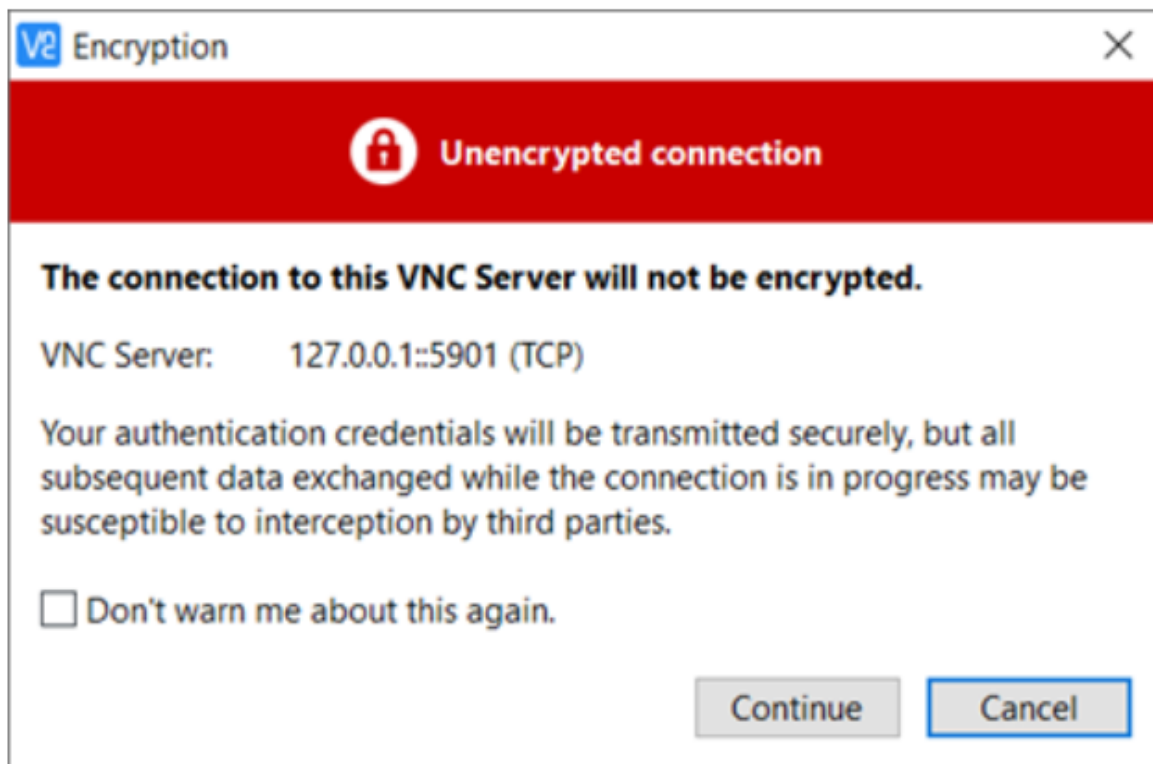 V2 Encryption
Unencrypted connection
The connection to this VNC Server will not be encrypted.
VNC Server: 127.0.0.1::5901 (TCP)
Your authentication credentials will be transmitted securely, but all
subsequent data exchanged while the connection is in progress may be
susceptible to interception by third parties.
Don't warn me about this again.
Continue Cancel